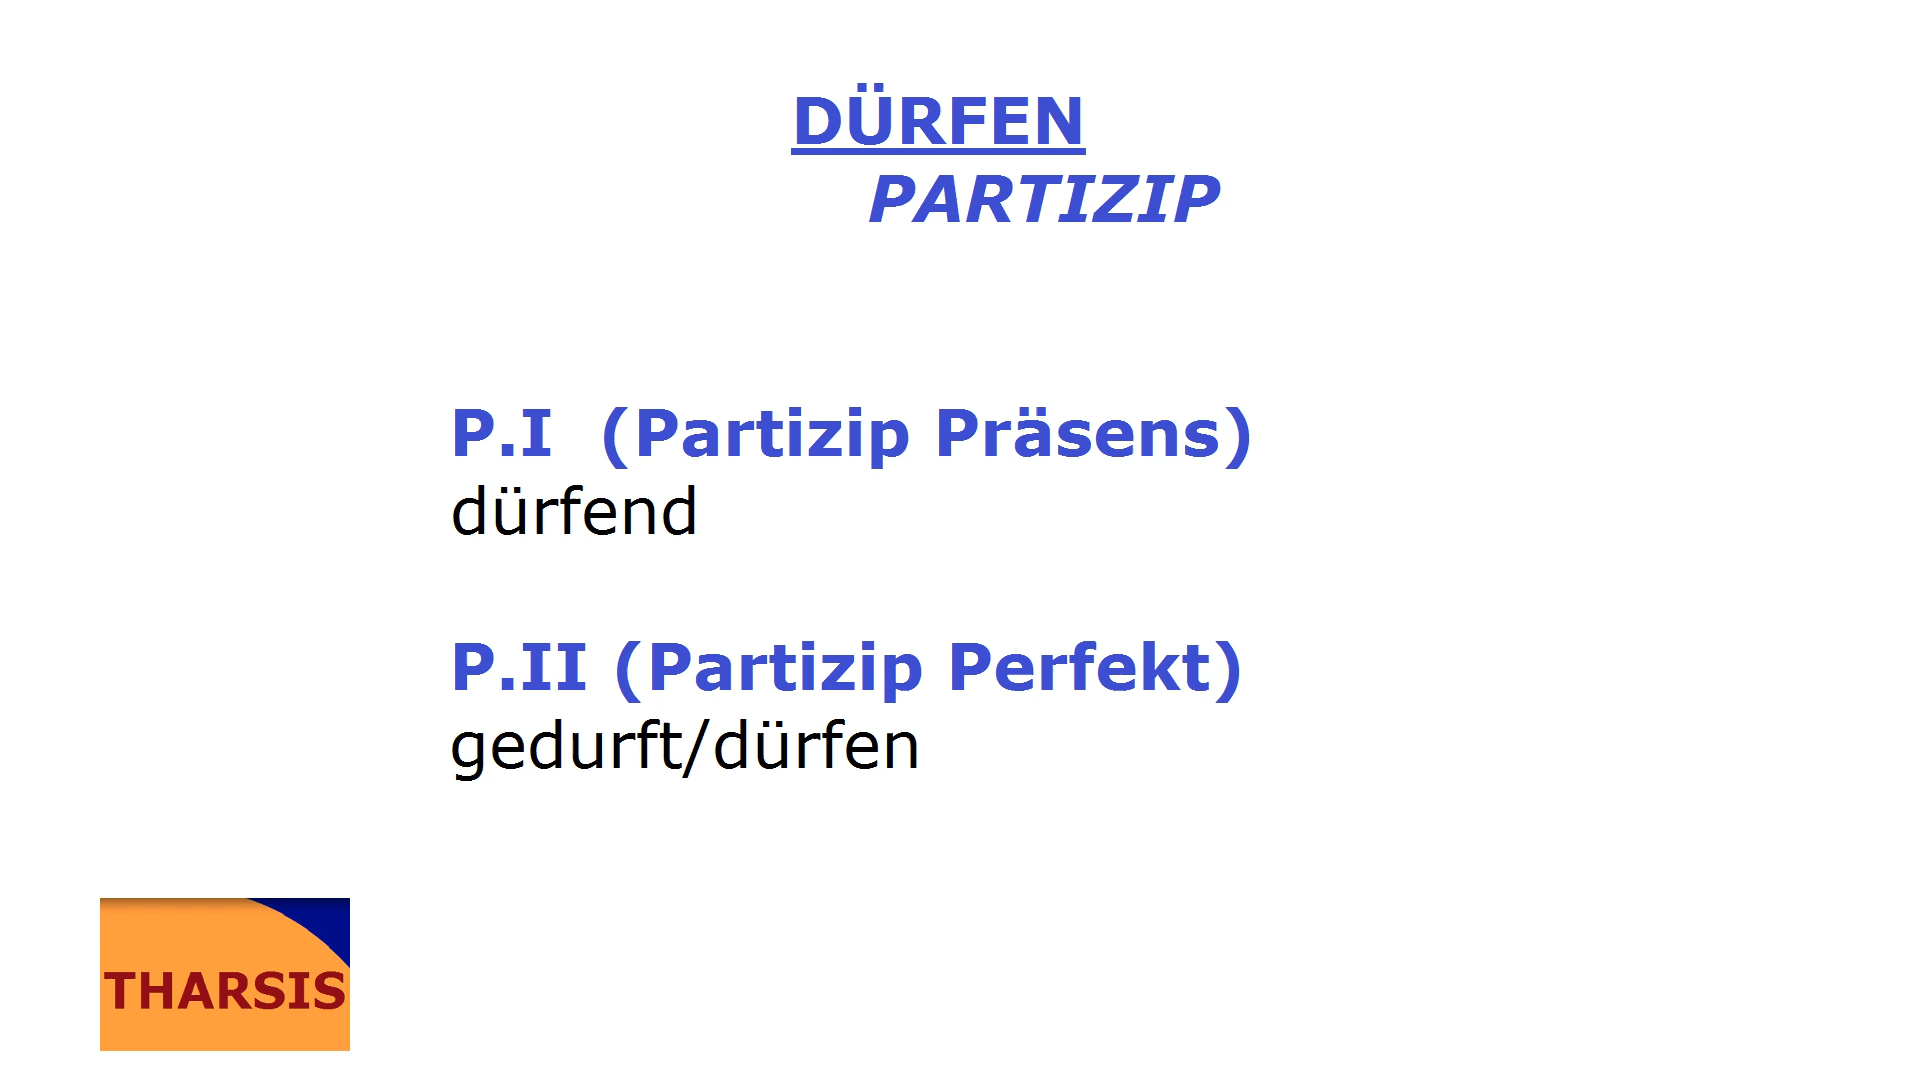 DÜRFEN
PARTIZIP
P.I  (Partizip Präsens)
dürfend
P.II (Partizip Perfekt)
gedurft/dürfen
THARSIS